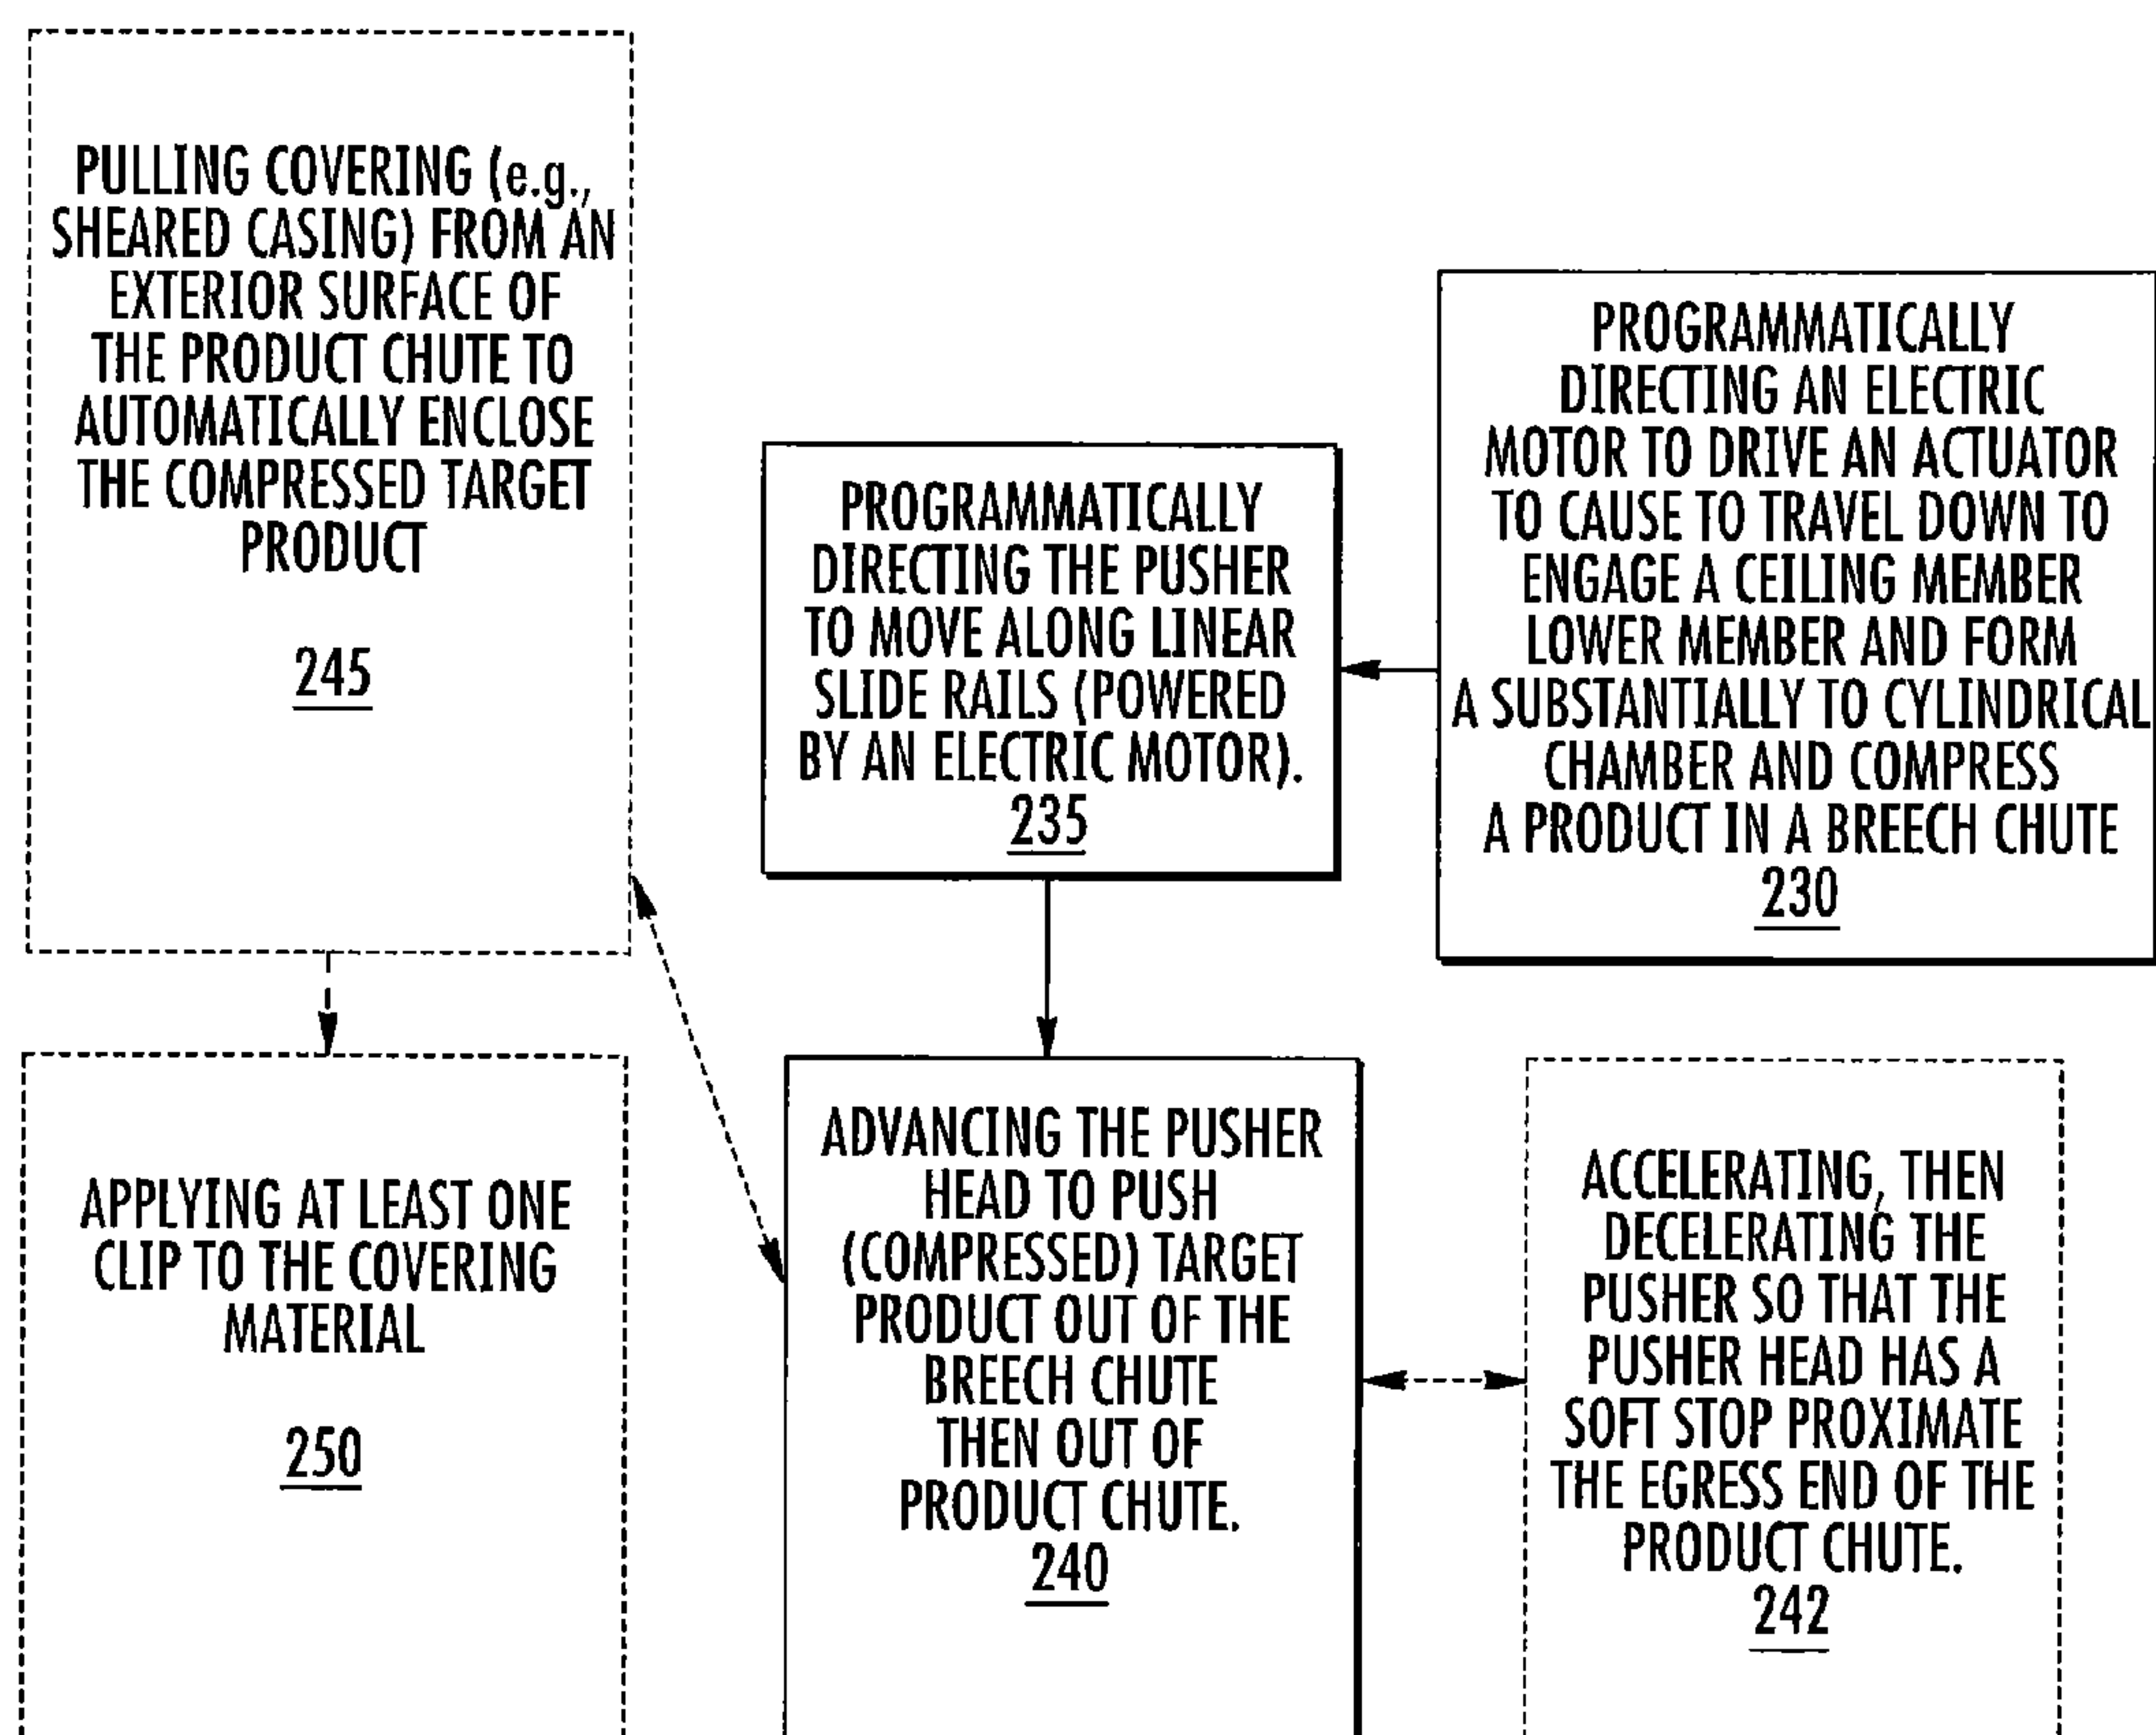 PULLING COVERING (e.g.,
SHEARED CASING) FROM AN
EXTERIOR SURFACE OF
THE PRODUCT CHUTE TO
AUTOMATICALLY ENCLOSE
THE COMPRESSED TARGET
PRODUCT
245
PROGRAMMATICALLY
DIRECTING THE PUSHER
TO MOVE ALONG LINEAR
SLIDE RAILS (POWERED
BY AN ELECTRIC MOTOR).
235
PROGRAMMATICALLY
DIRECTING AN ELECTRIC
MOTOR TO DRIVE AN ACTUATOR
TO CAUSE TO TRAVEL DOWN TO
ENGAGE A CEILING MEMBER
LOWER MEMBER AND FORM
A SUBSTANTIALLY TO CYLINDRICAL
CHAMBER AND COMPRESS
A PRODUCT IN A BREECH CHUTE
230
APPLYING AT LEAST ONE
CLIP TO THE COVERING
MATERIAL
250
ADVANCING THE PUSHER
HEAD TO PUSH
(COMPRESSED) TARGET
PRODUCT OUT OF THE
BREECH CHUTE
THEN OUT OF
PRODUCT CHUTE.
240
ACCELERATING, THEN
DECELERATING THE
PUSHER SO THAT THE
PUSHER HEAD HAS A
SOFT STOP PROXIMATE
THE EGRESS END OF THE
PRODUCT CHUTE.
242